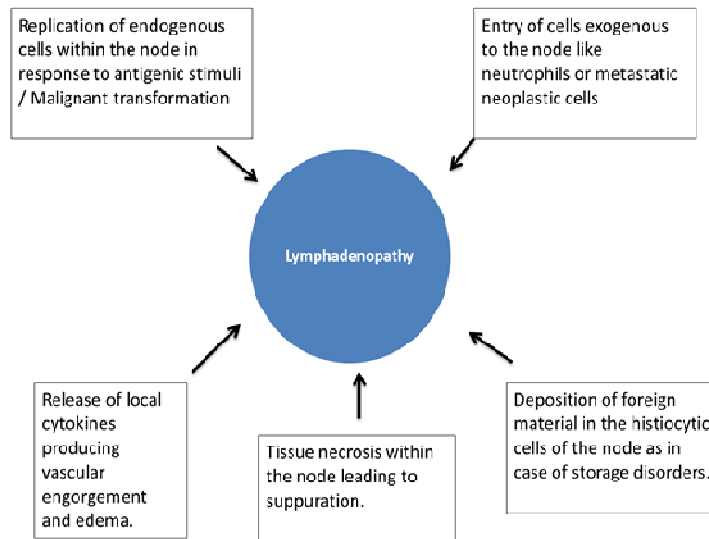 Replication of endogenous
cells within the node in
response to antigenic stimuli
/ Malignant transformation
Entry of cells exogenous
to the node like
neutrophils or metastatic
neoplastic cells
Lymphadenopathy
Release of local
cytokines
producing
vascular
engorgement
and edema.
Tissue necrosis within
the node leading to
suppuration.
Deposition of foreign
material in the histiocytic
cells of the node as in
case of storage disorders.